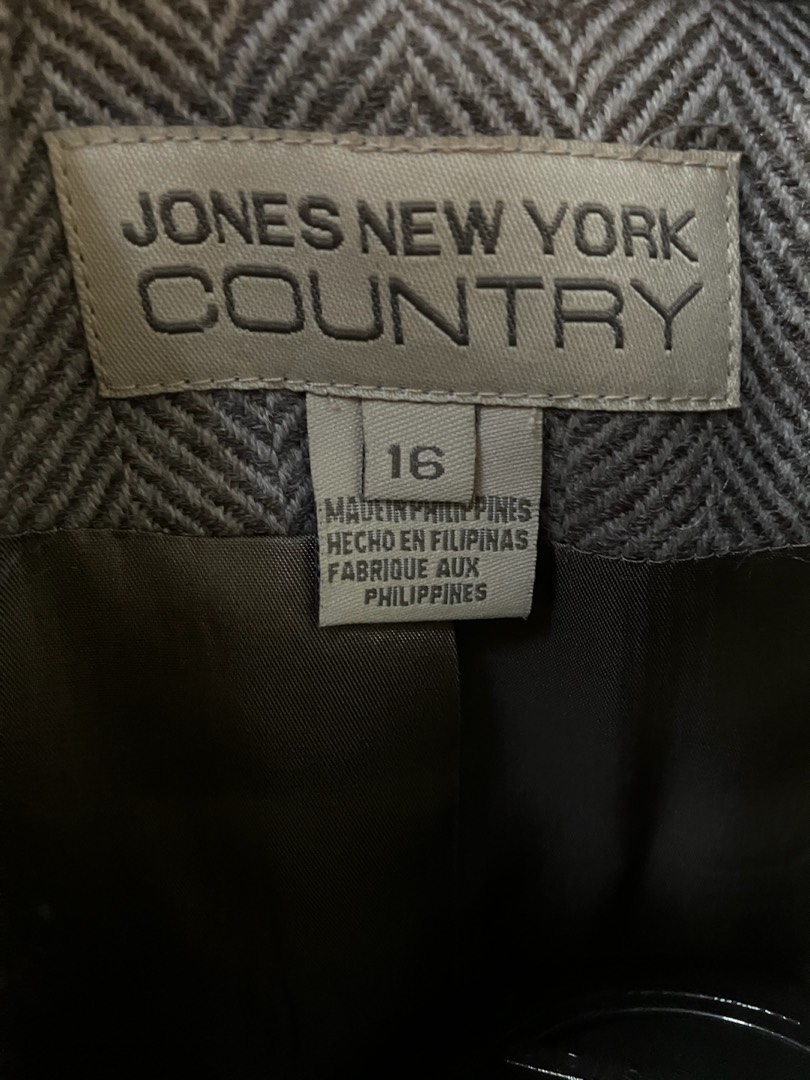 JONES NEW YORK
COUNTRY
16
MADE IN PHILIPPINES
HECHO EN FILIPINAS
FABRIQUE AUX
PHILIPPINES